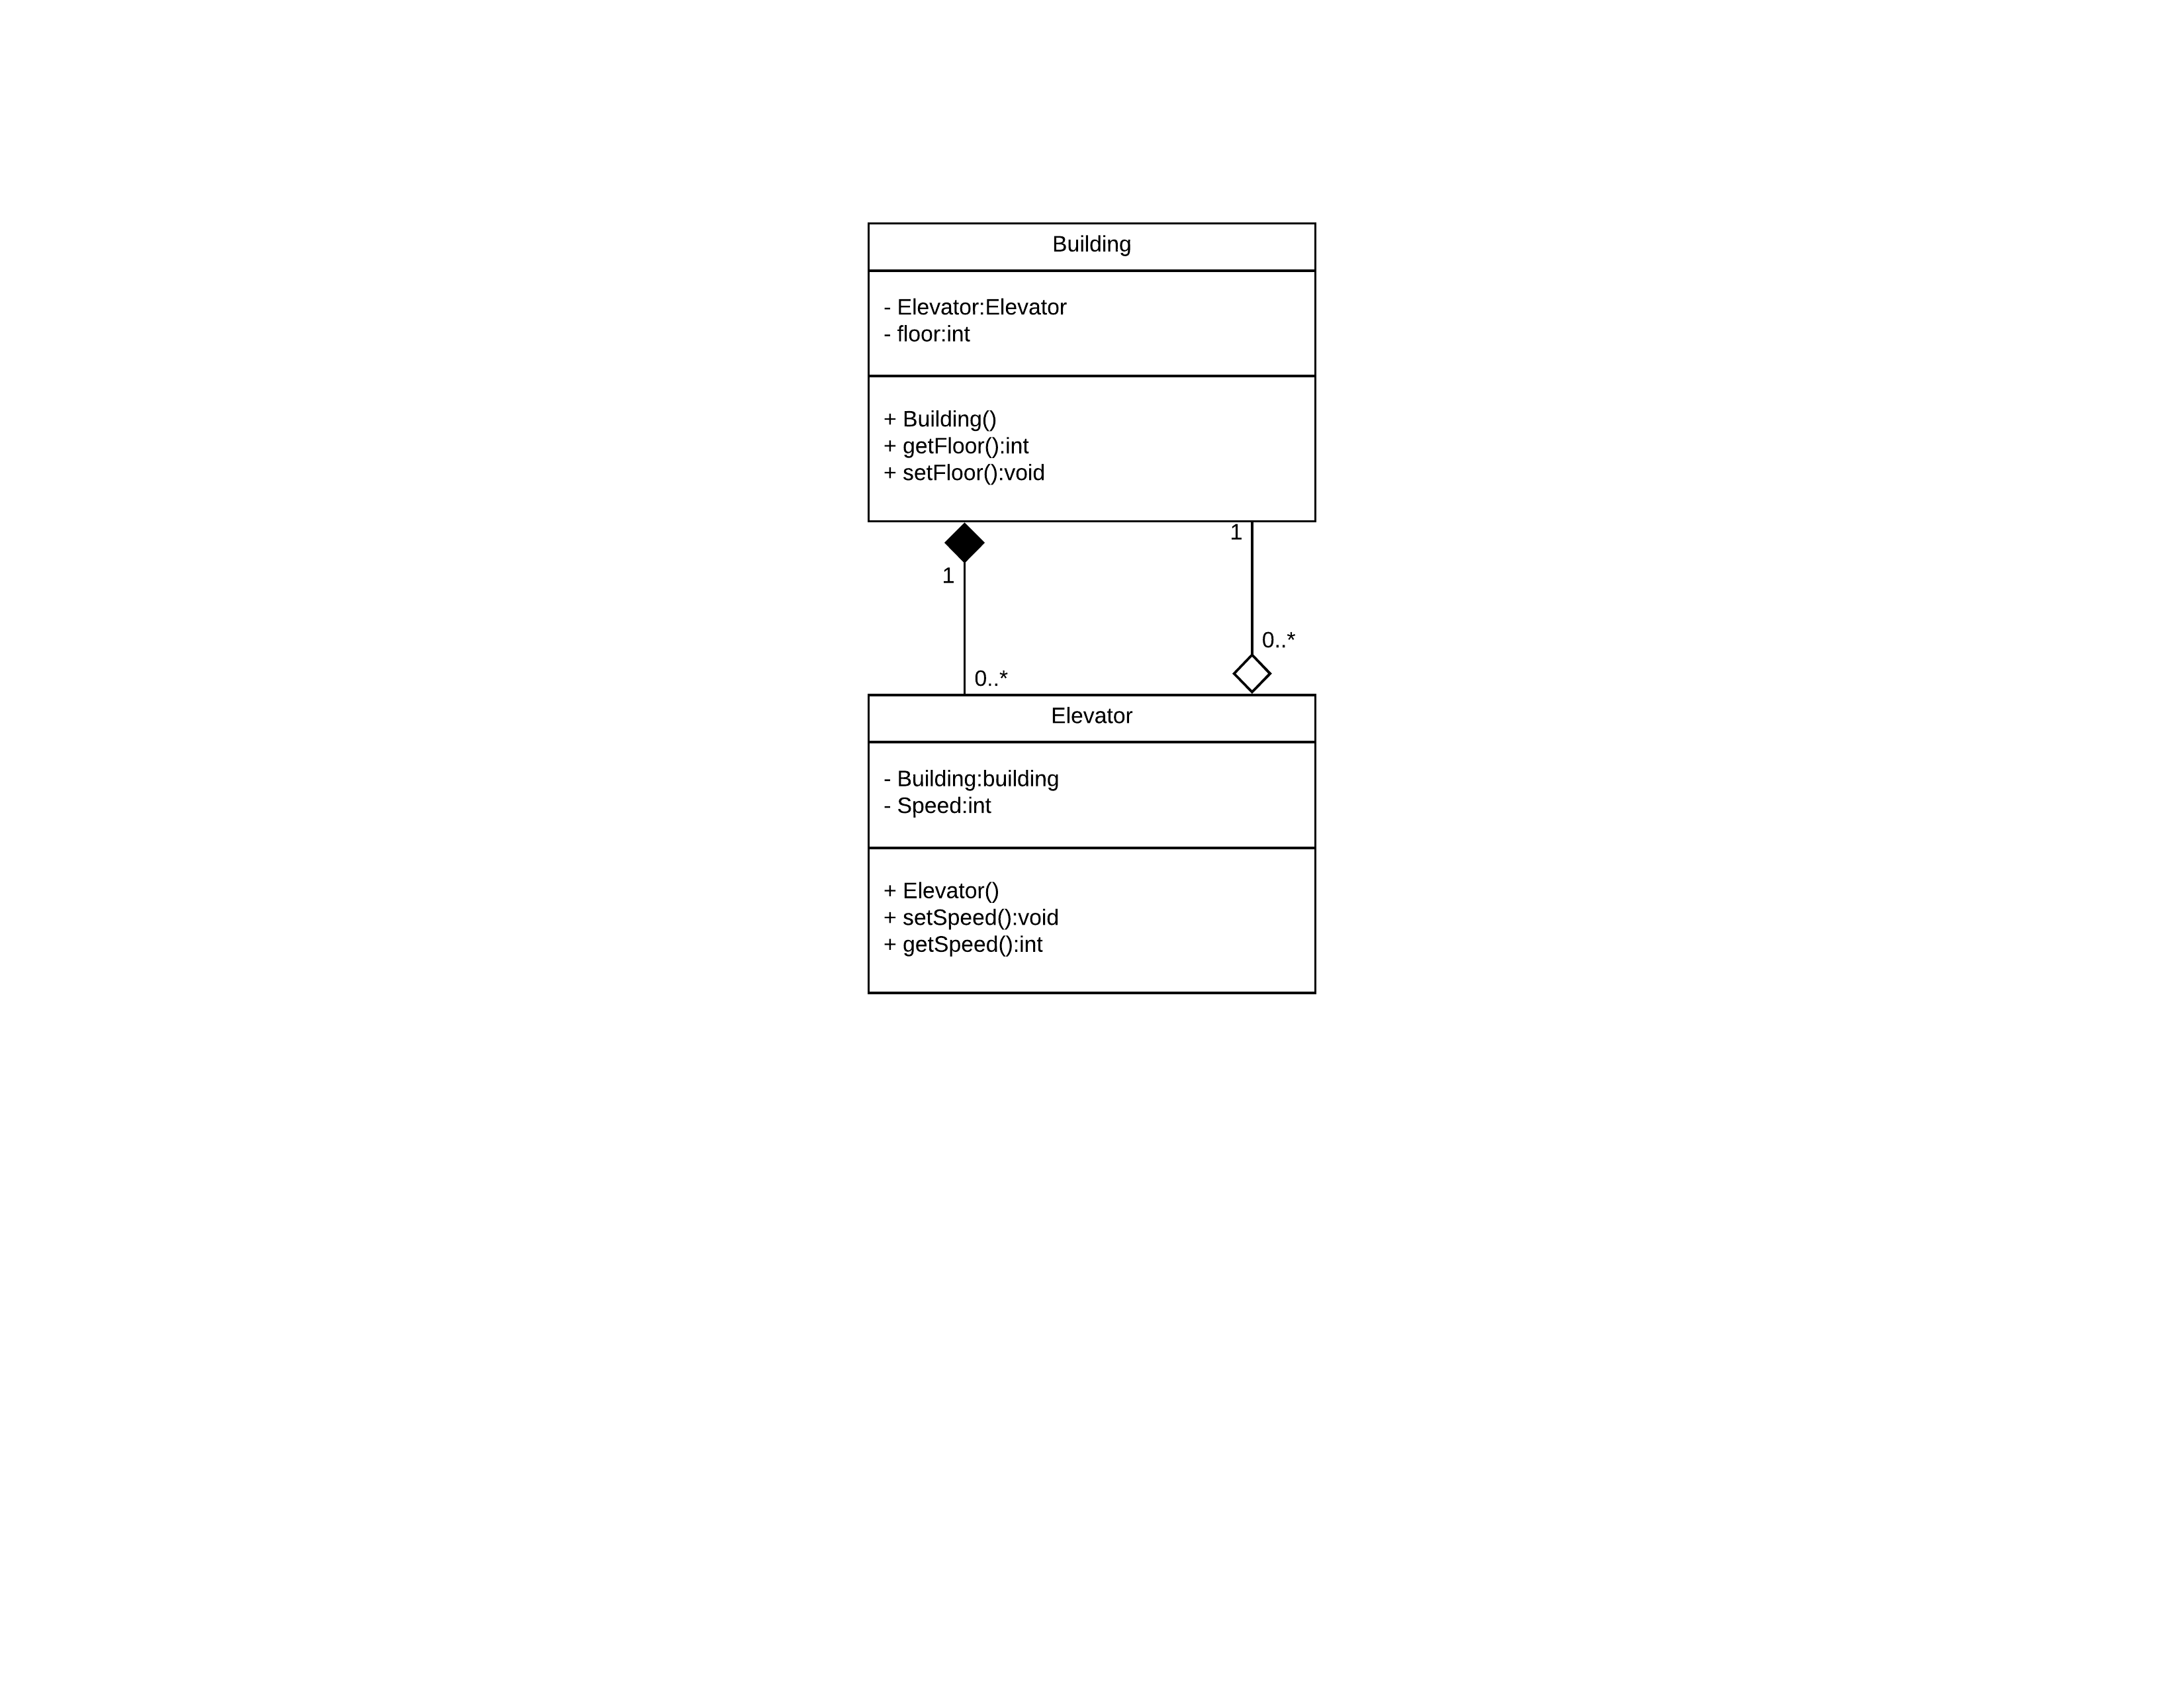 Building
- Elevator:Elevator
- floor:int
+ Building()
+ getFloor():int
+ setFloor():void
1
1
0..*
0..*
Elevator
- Building:building
- Speed:int
+ Elevator()
+ setSpeed():void
+ getSpeed():int